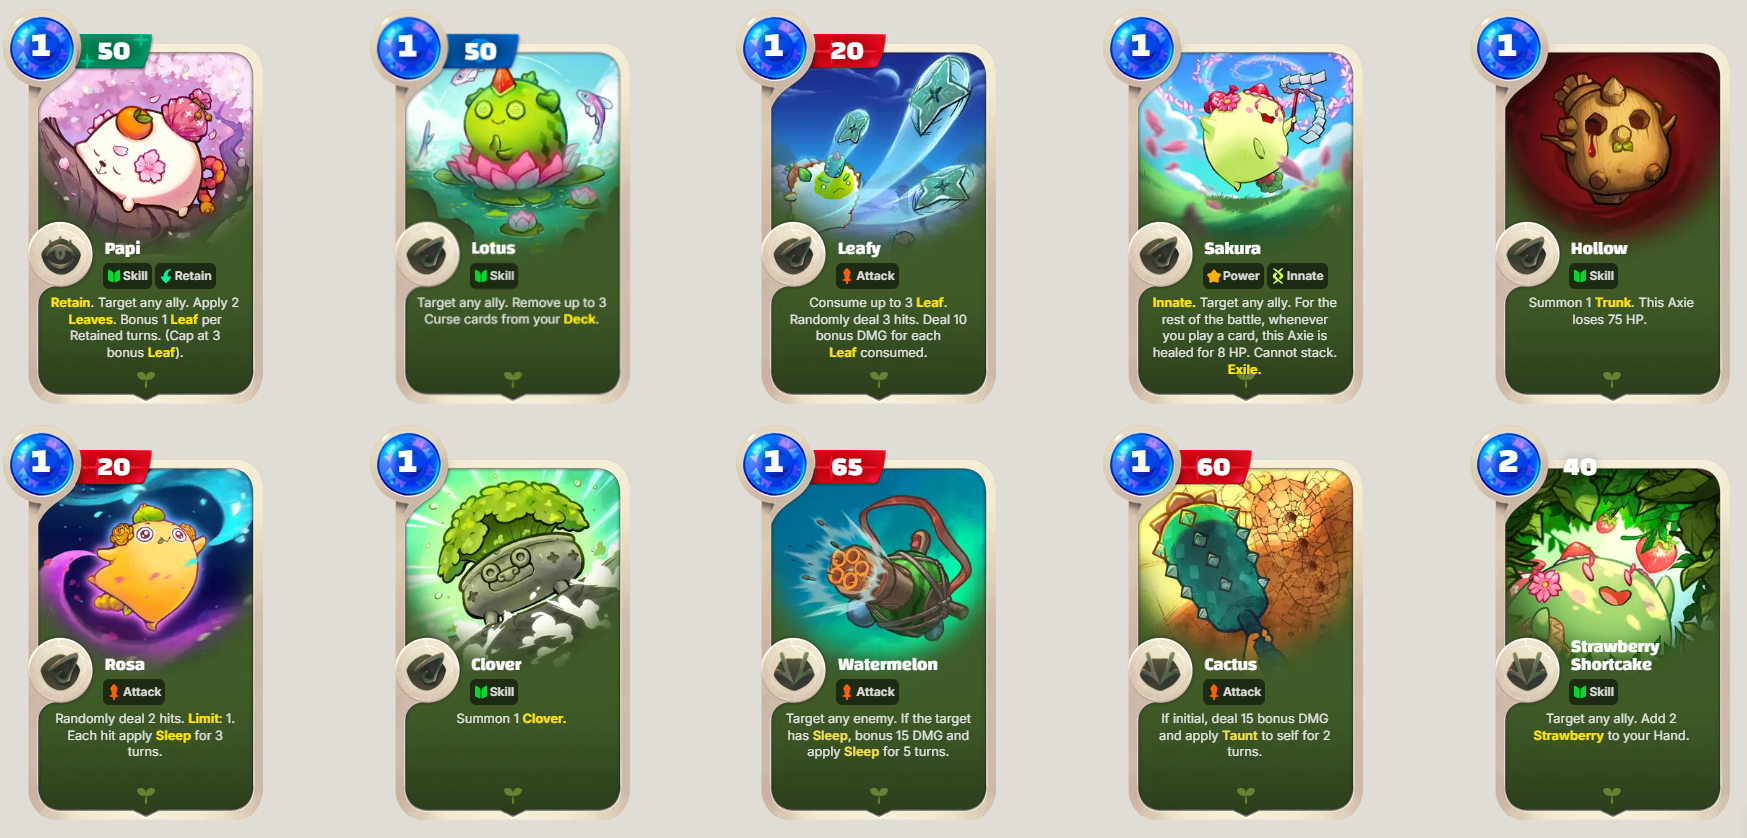 1
50
Papi
Skill Retain
Retain. Target any ally. Apply 2
Leaves. Bonus 1 Leaf per
Retained turns. (Cap at 3
bonus Leaf).
1
50
Lotus
Skill
Target any ally. Remove up to 3
Curse cards from your Deck.
1
20
Leafy
Attack
Consume up to 3 Leaf.
Randomly deal 3 hits. Deal 10
bonus DMG for each
Leaf consumed.
1
Sakura
Power Innate
Innate. Target any ally. For the
rest of the battle, whenever
you play a card, this Axie is
healed for 8 HP. Cannot stack.
Exile.
1
Hollow
Skill
Summon 1 Trunk. This Axie
loses 75 HP.
1
20
Rosa
Attack
Randomly deal 2 hits. Limit: 1.
Each hit apply Sleep for 3
turns.
1
Clover
Skill
Summon 1 Clover.
1
65
Watermelon
Attack
Target any enemy. If the target
has Sleep, bonus 15 DMG and
apply Sleep for 5 turns.
1
60
Cactus
Attack
If initial, deal 15 bonus DMG
and apply Taunt to self for 2
turns.
2
40
Strawberry
Shortcake
Skill
Target any ally. Add 2
Strawberry to your Hand.